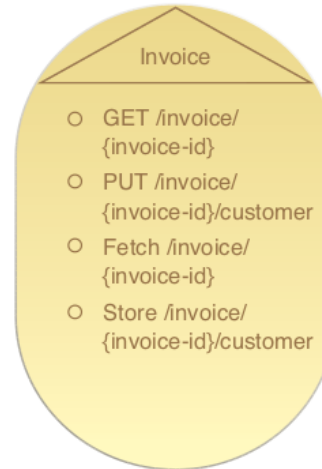 Invoice
GET /invoice/
{invoice-id}
PUT /invoice/
{invoice-id}/customer
Fetch /invoice/
{invoice-id}
Store /invoice/
{invoice-id}/customer